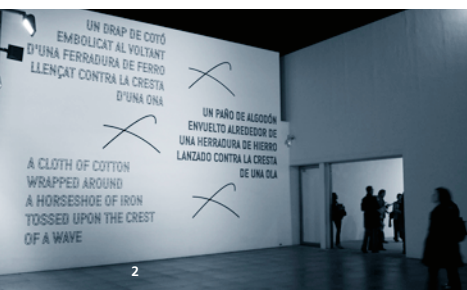 UN DRAP DE COTÓ
EMBOLICAT AL VOLTANT
D'UNA FERRADURA DE FERRO
LLENÇAT CONTRA LA CRESTA
D'UNA ONA
UN PAÑO DE ALGODÓN
ENVUELTO ALREDEDOR DE
UNA HERRADURA DE HIERRO
LANZADO CONTRA LA CRESTA
DE UNA OLA
A CLOTH OF COTTON
WRAPPED AROUND
A HORSESHOE OF IRON
TOSSED UPON THE CREST
OF A WAVE
2